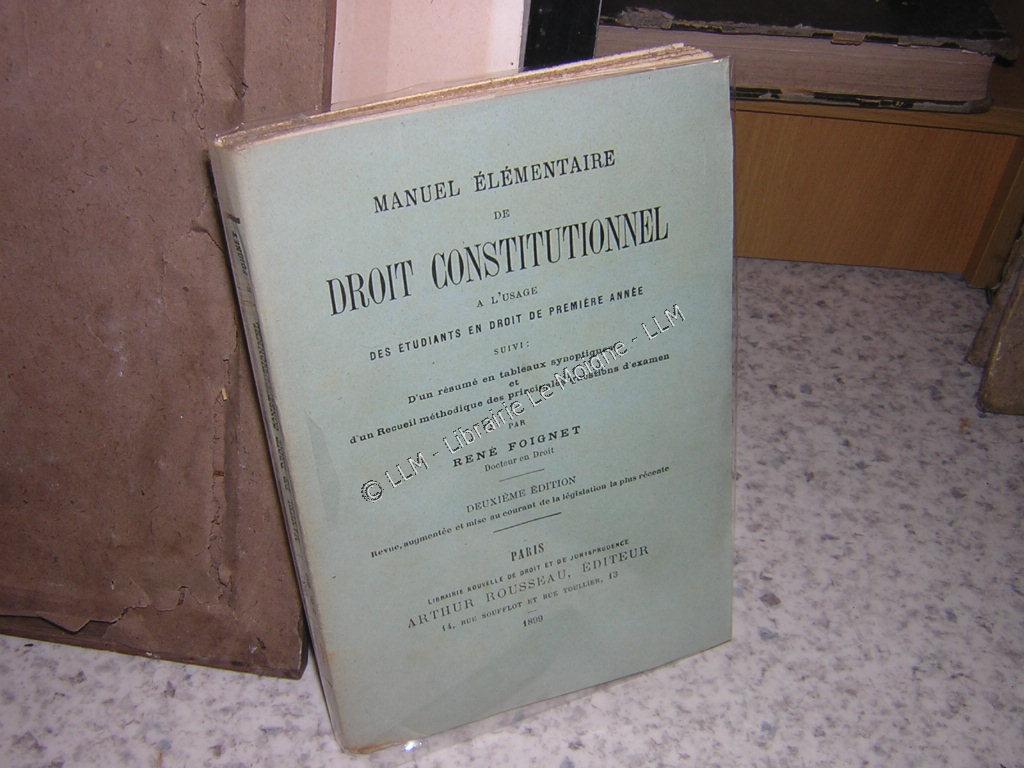 MANUEL ÉLÉMENTAIRE
DE
DROIT CONSTITUTIONNEL
A L'USAGE
DES ETUDIANTS EN DROIT DE PREMIÈRE ANNÉE
SUIVI :
D'un résumé en tableaux synoptiques
et
d'un Recueil méthodique des principales questions d'examen
PAR
RENÉ FOIGNET
Docteur en Droit
DEUXIÈME ÉDITION
Revue, augmentée et mise au courant de la législation la plus récente
PARIS
LIBRAIRIE NOUVELLE DE DROIT ET DE JURISPRUDENCE
ARTHUR ROUSSEAU, ÉDITEUR
14, RUE SOUFFLOT ET RUE TOULLIER, 13
1899
© LLM - Librairie Le Moione - LLM